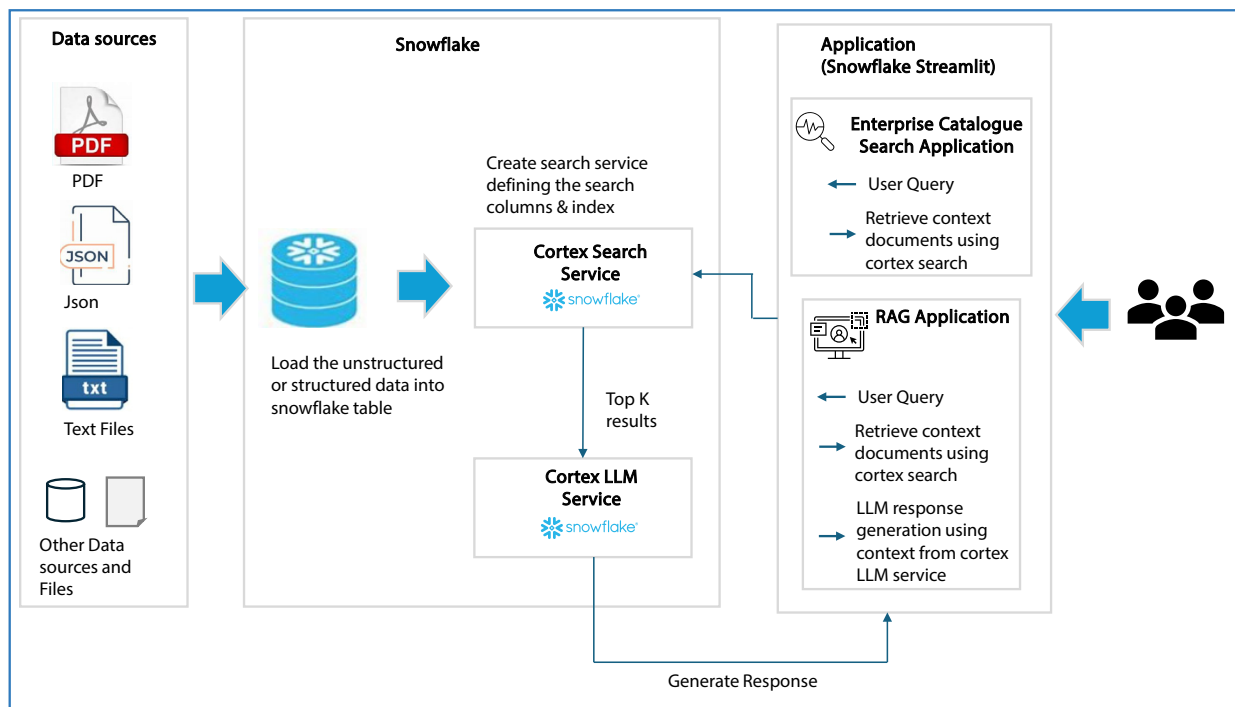 Data sources
PDF
PDF
JSON
Json
txt
Text Files
Other Data
sources and
Files
Snowflake
Load the unstructured
or structured data into
snowflake table
Create search service
defining the search
columns & index
Cortex Search
Service
snowflake®
Top K
results
Cortex LLM
Service
snowflake®
Generate Response
Application
(Snowflake Streamlit)
Enterprise Catalogue
Search Application
User Query
Retrieve context
documents using
cortex search
RAG Application
User Query
Retrieve context
documents using
cortex search
LLM response
generation using
context from cortex
LLM service